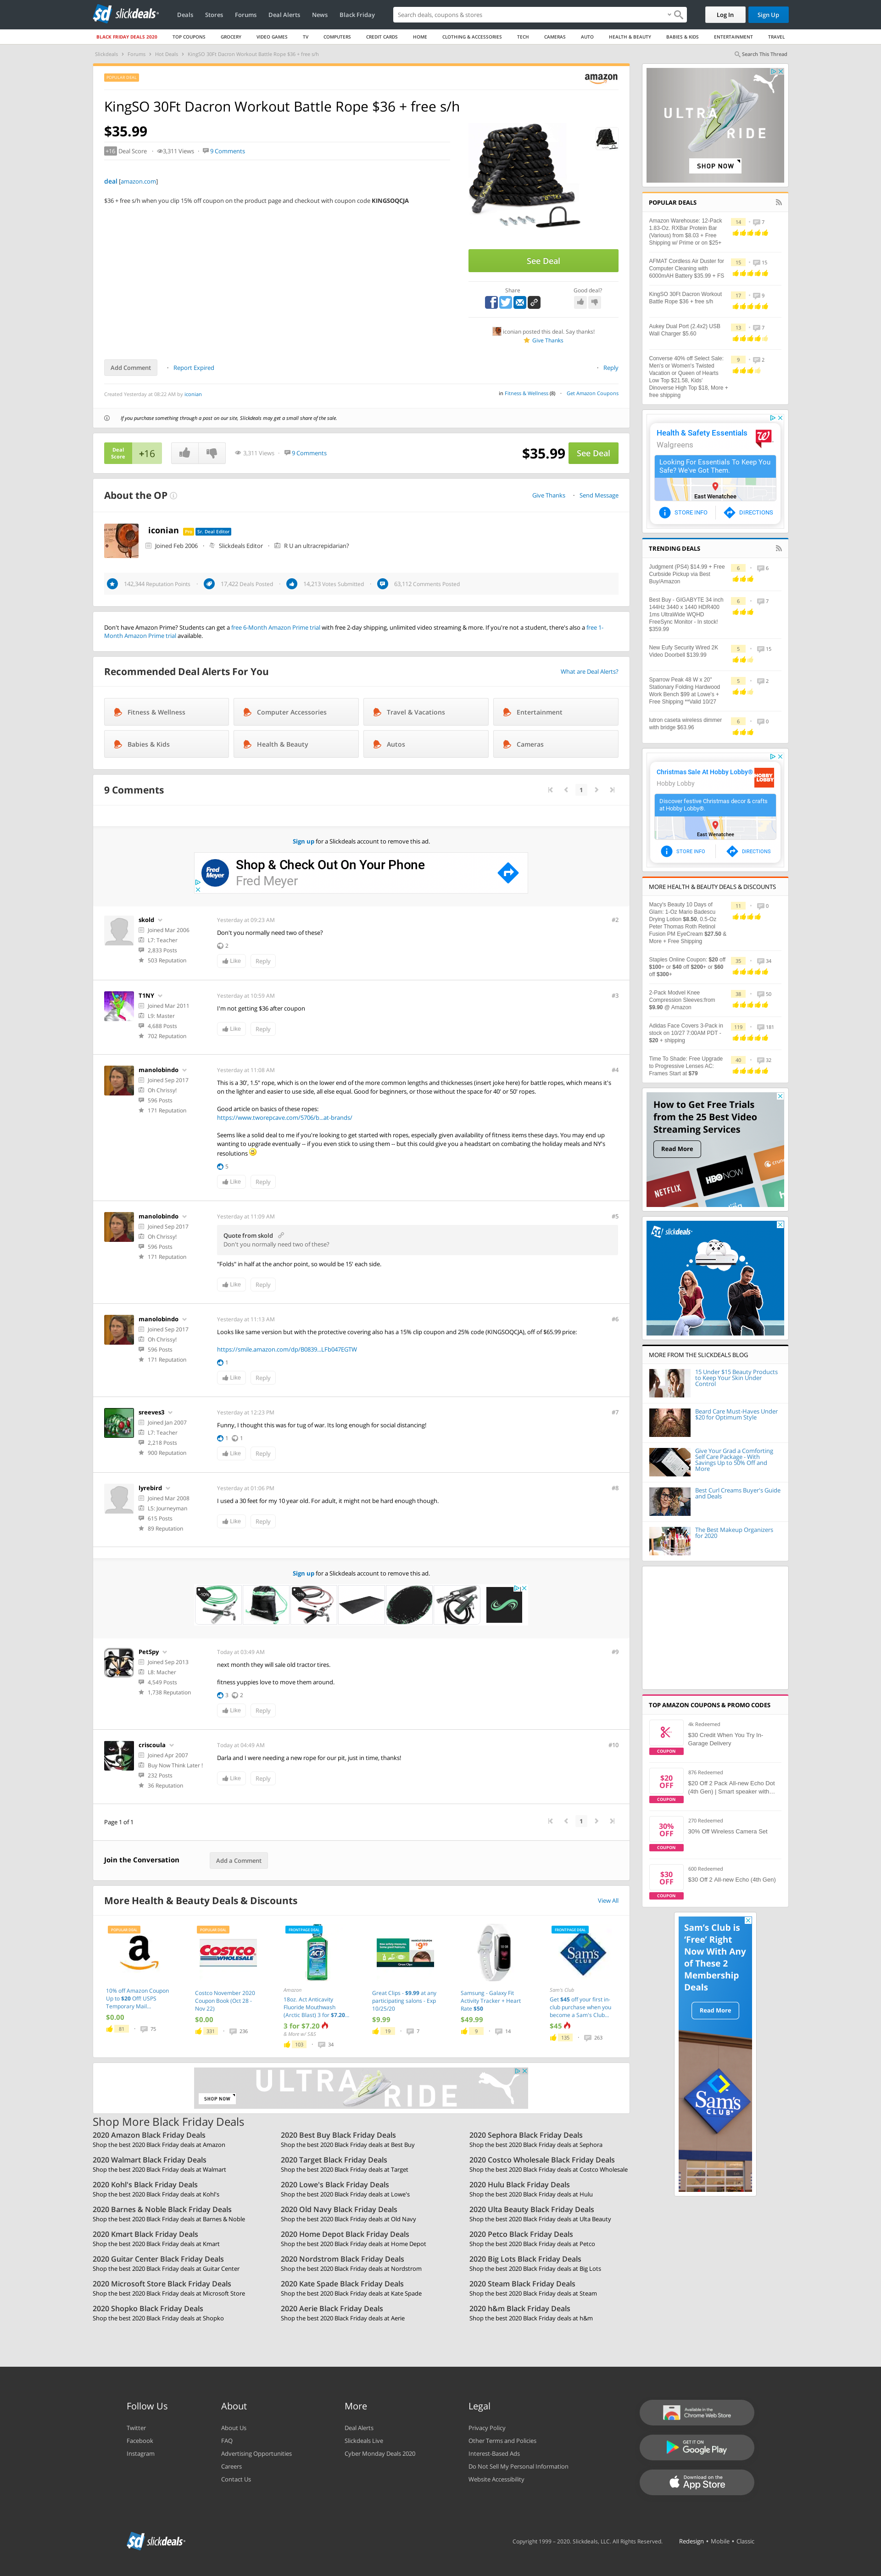 slickdeals
Deals Stores Forums Deal Alerts News Black Friday
Search deals, coupons & stores
Log In Sign Up
BLACK FRIDAY DEALS 2020 TOP COUPONS GROCERY VIDEO GAMES TV COMPUTERS CREDIT CARDS HOME CLOTHING & ACCESSORIES TECH CAMERAS AUTO HEALTH & BEAUTY BABIES & KIDS ENTERTAINMENT TRAVEL
Slickdeals > Forums > Hot Deals > KingSO 30Ft Dacron Workout Battle Rope $36 + free s/h
Search This Thread
POPULAR DEAL
amazon
KingSO 30Ft Dacron Workout Battle Rope $36 + free s/h
$35.99
+16 Deal Score 3,311 Views 9 Comments
deal [amazon.com]
$36 + free s/h when you clip 15% off coupon on the product page and checkout with coupon code KINGSOQCJA
See Deal
Share
Good deal?
iconian posted this deal. Say thanks!
Give Thanks
Add Comment Report Expired
Reply
Created Yesterday at 08:22 AM by iconian
in Fitness & Wellness (8) Get Amazon Coupons
If you purchase something through a post on our site, Slickdeals may get a small share of the sale.
Deal Score +16
3,311 Views 9 Comments
$35.99 See Deal
About the OP
Give Thanks Send Message
iconian Pro Sr. Deal Editor
Joined Feb 2006 Slickdeals Editor R U an ultracrepidarian?
142,344 Reputation Points 17,422 Deals Posted 14,213 Votes Submitted 63,112 Comments Posted
Don't have Amazon Prime? Students can get a free 6-Month Amazon Prime trial with free 2-day shipping, unlimited video streaming & more. If you're not a student, there's also a free 1-
Month Amazon Prime trial available.
Recommended Deal Alerts For You
What are Deal Alerts?
Fitness & Wellness Computer Accessories Travel & Vacations Entertainment
Babies & Kids Health & Beauty Autos Cameras
9 Comments
1
Sign up for a Slickdeals account to remove this ad.
Fred Meyer
Shop & Check Out On Your Phone
Fred Meyer
skold
Joined Mar 2006
L7: Teacher
2,833 Posts
503 Reputation
Yesterday at 09:23 AM
#2
Don't you normally need two of these?
2
Like Reply
T1NY
Joined Mar 2011
L9: Master
4,688 Posts
702 Reputation
Yesterday at 10:59 AM
#3
I'm not getting $36 after coupon
Like Reply
manolobindo
Joined Sep 2017
Oh Chrissy!
596 Posts
171 Reputation
Yesterday at 11:08 AM
#4
This is a 30', 1.5" rope, which is on the lower end of the more common lengths and thicknesses (insert joke here) for battle ropes, which means it's
on the lighter and easier to use side, all else equal. Good for beginners, or those without the space for 40' or 50' ropes.
Good article on basics of these ropes:
https://www.tworepcave.com/5706/b...at-brands/
Seems like a solid deal to me if you're looking to get started with ropes, especially given availability of fitness items these days. You may end up
wanting to upgrade eventually -- if you even stick to using them -- but this could give you a headstart on combating the holiday meals and NY's
resolutions
5
Like Reply
manolobindo
Joined Sep 2017
Oh Chrissy!
596 Posts
171 Reputation
Yesterday at 11:09 AM
#5
Quote from skold
Don't you normally need two of these?
"Folds" in half at the anchor point, so would be 15' each side.
Like Reply
manolobindo
Joined Sep 2017
Oh Chrissy!
596 Posts
171 Reputation
Yesterday at 11:13 AM
#6
Looks like same version but with the protective covering also has a 15% clip coupon and 25% code (KINGSOQCJA), off of $65.99 price:
https://smile.amazon.com/dp/B0839...LFb047EGTW
1
Like Reply
sreeves3
Joined Jan 2007
L7: Teacher
2,218 Posts
900 Reputation
Yesterday at 12:23 PM
#7
Funny, I thought this was for tug of war. Its long enough for social distancing!
1 1
Like Reply
lyrebird
Joined Mar 2008
L5: Journeyman
615 Posts
89 Reputation
Yesterday at 01:06 PM
#8
I used a 30 feet for my 10 year old. For adult, it might not be hard enough though.
Like Reply
Sign up for a Slickdeals account to remove this ad.
PetSpy
Joined Sep 2013
L8: Macher
4,549 Posts
1,738 Reputation
Today at 03:49 AM
#9
next month they will sale old tractor tires.
fitness yuppies love to move them around.
3 2
Like Reply
criscoula
Joined Apr 2007
Buy Now Think Later !
232 Posts
36 Reputation
Today at 04:49 AM
#10
Darla and I were needing a new rope for our pit, just in time, thanks!
Like Reply
Page 1 of 1
1
Join the Conversation Add a Comment
More Health & Beauty Deals & Discounts
View All
POPULAR DEAL
10% off Amazon Coupon
Up to $20 Off! USPS
Temporary Mail...
$0.00
81 75
POPULAR DEAL
COSTCO WHOLESALE
Costco November 2020
Coupon Book (Oct 28 -
Nov 22)
$0.00
331 236
FRONTPAGE DEAL
ACT
Amazon
18oz. Act Anticavity
Fluoride Mouthwash
(Arctic Blast) 3 for $7.20...
3 for $7.20
& More w/ S&S
103 34
Great Clips - $9.99 at any
participating salons - Exp
10/25/20
$9.99
19 7
Samsung - Galaxy Fit
Activity Tracker + Heart
Rate $50
$49.99
9 14
FRONTPAGE DEAL
Sam's CLUB
Sam's Club
Get $45 off your first in-
club purchase when you
become a Sam's Club...
$45
135 263
SHOP NOW
ULTRA RIDE
Shop More Black Friday Deals
2020 Amazon Black Friday Deals
Shop the best 2020 Black Friday deals at Amazon
2020 Best Buy Black Friday Deals
Shop the best 2020 Black Friday deals at Best Buy
2020 Sephora Black Friday Deals
Shop the best 2020 Black Friday deals at Sephora
2020 Walmart Black Friday Deals
Shop the best 2020 Black Friday deals at Walmart
2020 Target Black Friday Deals
Shop the best 2020 Black Friday deals at Target
2020 Costco Wholesale Black Friday Deals
Shop the best 2020 Black Friday deals at Costco Wholesale
2020 Kohl's Black Friday Deals
Shop the best 2020 Black Friday deals at Kohl's
2020 Lowe's Black Friday Deals
Shop the best 2020 Black Friday deals at Lowe's
2020 Hulu Black Friday Deals
Shop the best 2020 Black Friday deals at Hulu
2020 Barnes & Noble Black Friday Deals
Shop the best 2020 Black Friday deals at Barnes & Noble
2020 Old Navy Black Friday Deals
Shop the best 2020 Black Friday deals at Old Navy
2020 Ulta Beauty Black Friday Deals
Shop the best 2020 Black Friday deals at Ulta Beauty
2020 Kmart Black Friday Deals
Shop the best 2020 Black Friday deals at Kmart
2020 Home Depot Black Friday Deals
Shop the best 2020 Black Friday deals at Home Depot
2020 Petco Black Friday Deals
Shop the best 2020 Black Friday deals at Petco
2020 Guitar Center Black Friday Deals
Shop the best 2020 Black Friday deals at Guitar Center
2020 Nordstrom Black Friday Deals
Shop the best 2020 Black Friday deals at Nordstrom
2020 Big Lots Black Friday Deals
Shop the best 2020 Black Friday deals at Big Lots
2020 Microsoft Store Black Friday Deals
Shop the best 2020 Black Friday deals at Microsoft Store
2020 Kate Spade Black Friday Deals
Shop the best 2020 Black Friday deals at Kate Spade
2020 Steam Black Friday Deals
Shop the best 2020 Black Friday deals at Steam
2020 Shopko Black Friday Deals
Shop the best 2020 Black Friday deals at Shopko
2020 Aerie Black Friday Deals
Shop the best 2020 Black Friday deals at Aerie
2020 h&m Black Friday Deals
Shop the best 2020 Black Friday deals at h&m
ULTRA
RIDE
SHOP NOW
POPULAR DEALS
Amazon Warehouse: 12-Pack
1.83-Oz. RXBar Protein Bar
(Various) from $8.03 + Free
Shipping w/ Prime or on $25+
14 7
AFMAT Cordless Air Duster for
Computer Cleaning with
6000mAH Battery $35.99 + FS
15 15
KingSO 30Ft Dacron Workout
Battle Rope $36 + free s/h
17 9
Aukey Dual Port (2.4x2) USB
Wall Charger $5.60
13 7
Converse 40% off Select Sale:
Men's or Women's Twisted
Vacation or Queen of Hearts
Low Top $21.58, Kids'
Dinoverse High Top $18, More +
free shipping
9 2
Health & Safety Essentials
Walgreens
Looking For Essentials To Keep You
Safe? We've Got Them.
East Wenatchee
STORE INFO DIRECTIONS
TRENDING DEALS
Judgment (PS4) $14.99 + Free
Curbside Pickup via Best
Buy/Amazon
6 6
Best Buy - GIGABYTE 34 inch
144Hz 3440 x 1440 HDR400
1ms UltraWide WQHD
FreeSync Monitor - In stock!
$359.99
6 7
New Eufy Security Wired 2K
Video Doorbell $139.99
5 15
Sparrow Peak 48 W x 20"
Stationary Folding Hardwood
Work Bench $99 at Lowe's +
Free Shipping **Valid 10/27
5 2
lutron caseta wireless dimmer
with bridge $63.96
6 0
Christmas Sale At Hobby Lobby®
Hobby Lobby
HOBBY LOBBY
Discover festive Christmas decor & crafts
at Hobby Lobby®.
East Wenatchee
STORE INFO DIRECTIONS
MORE HEALTH & BEAUTY DEALS & DISCOUNTS
Macy's Beauty 10 Days of
Glam: 1-Oz Mario Badescu
Drying Lotion $8.50, 0.5-Oz
Peter Thomas Roth Retinol
Fusion PM EyeCream $27.50 &
More + Free Shipping
11 0
Staples Online Coupon: $20 off
$100+ or $40 off $200+ or $60
off $300+
35 34
2-Pack Modvel Knee
Compression Sleeves:from
$9.90 @ Amazon
38 50
Adidas Face Covers 3-Pack in
stock on 10/27 7:00AM PDT -
$20 + shipping
119 181
Time To Shade: Free Upgrade
to Progressive Lenses AC:
Frames Start at $79
40 32
How to Get Free Trials
from the 25 Best Video
Streaming Services
Read More
NETFLIX
HBO NOW
slickdeals
MORE FROM THE SLICKDEALS BLOG
15 Under $15 Beauty Products
to Keep Your Skin Under
Control
Beard Care Must-Haves Under
$20 for Optimum Style
Give Your Grad a Comforting
Self Care Package - With
Savings Up to 50% Off and
More
Best Curl Creams Buyer's Guide
and Deals
The Best Makeup Organizers
for 2020
TOP AMAZON COUPONS & PROMO CODES
4k Redeemed
$30 Credit When You Try In-
Garage Delivery
COUPON
$20
OFF
COUPON
876 Redeemed
$20 Off 2 Pack All-new Echo Dot
(4th Gen) | Smart speaker with...
30%
OFF
COUPON
270 Redeemed
30% Off Wireless Camera Set
$30
OFF
COUPON
600 Redeemed
$30 Off 2 All-new Echo (4th Gen)
Sam's Club is
'Free' Right
Now With Any
of These 2
Membership
Deals
Read More
Sam's
CLUB
Follow Us
Twitter
Facebook
Instagram
About
About Us
FAQ
Advertising Opportunities
Careers
Contact Us
More
Deal Alerts
Slickdeals Live
Cyber Monday Deals 2020
Legal
Privacy Policy
Other Terms and Policies
Interest-Based Ads
Do Not Sell My Personal Information
Website Accessibility
Available in the
Chrome Web Store
GET IT ON
Google Play
Download on the
App Store
slickdeals
Copyright 1999 - 2020. Slickdeals, LLC. All Rights Reserved. Redesign • Mobile • Classic